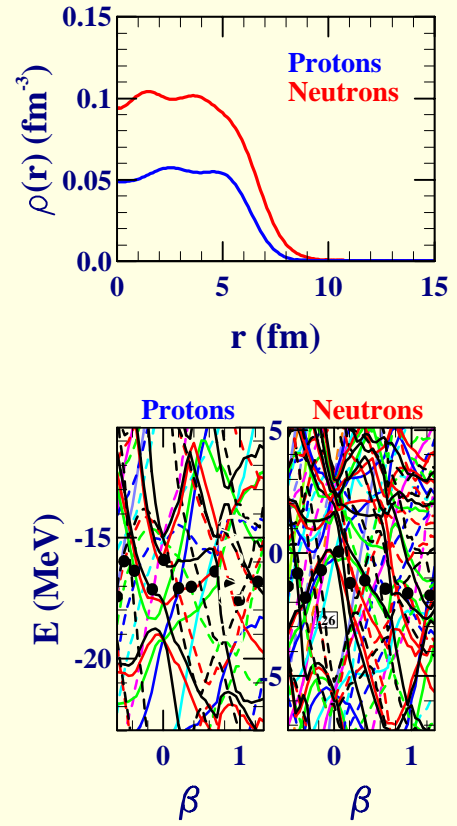 ρ(r) (fm-3)
0.15
0.1
0.05
0.0
Protons
Neutrons
0 5 10 15
r (fm)
Protons
Neutrons
E (MeV)
-15
-20
5
0
-5
126
0 1
0 1
β
β